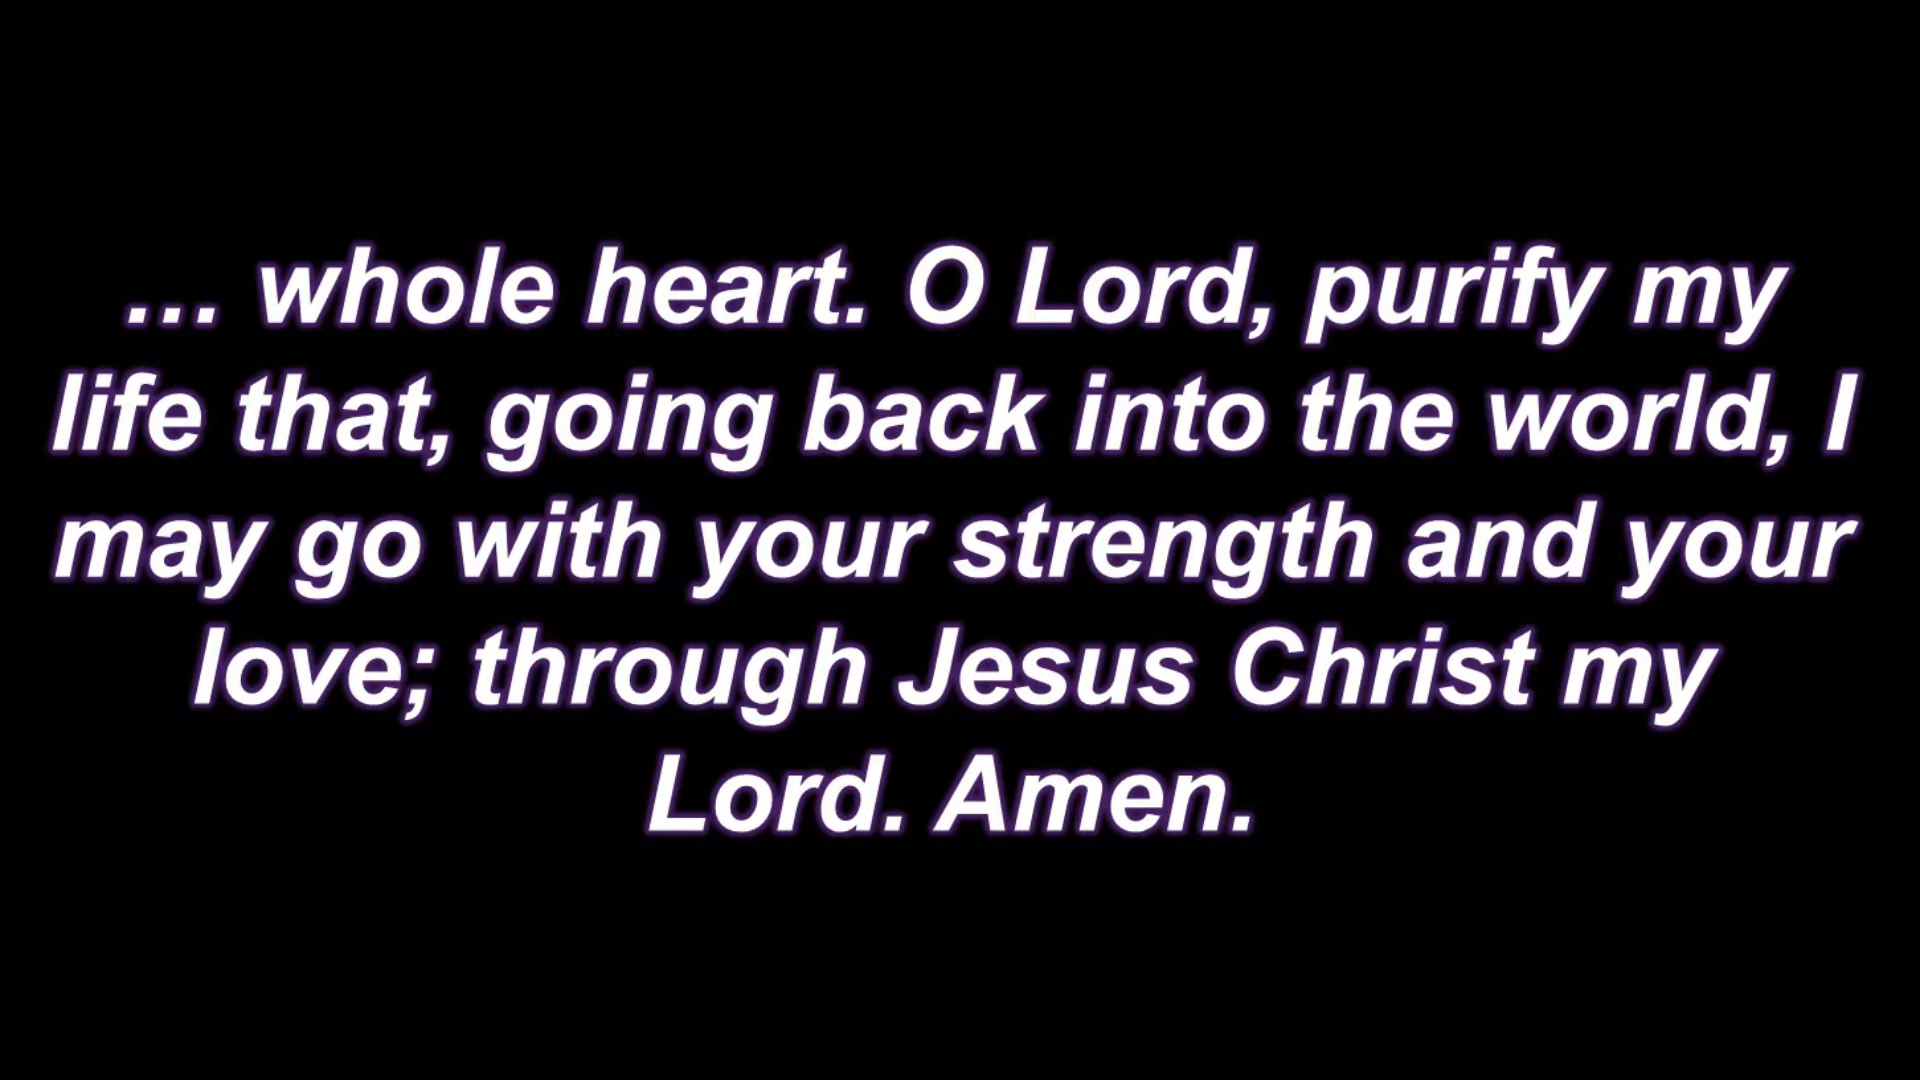 … whole heart. O Lord, purify my
life that, going back into the world, I
may go with your strength and your
love; through Jesus Christ my
Lord. Amen.